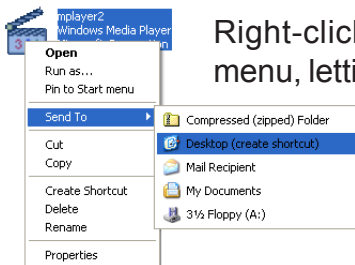 mplayer2
Windows Media Player
Right-click
menu, letti
Open
Run as...
Pin to Start menu
Send To
Cut
Copy
Create Shortcut
Delete
Rename
Properties
Compressed (zipped) Folder
Desktop (create shortcut)
Mail Recipient
My Documents
3½ Floppy (A:)